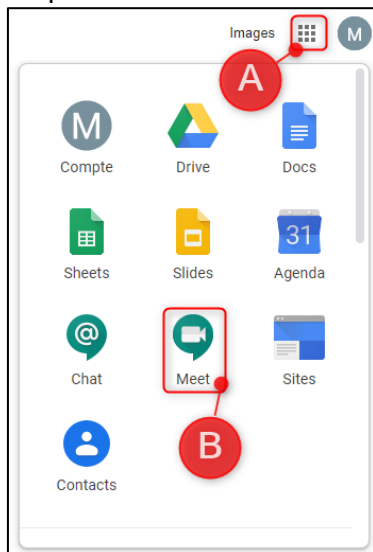 Images M
A
M
Compte Drive Docs
31
Sheets Slides Agenda
@
Chat Meet Sites
B
Contacts